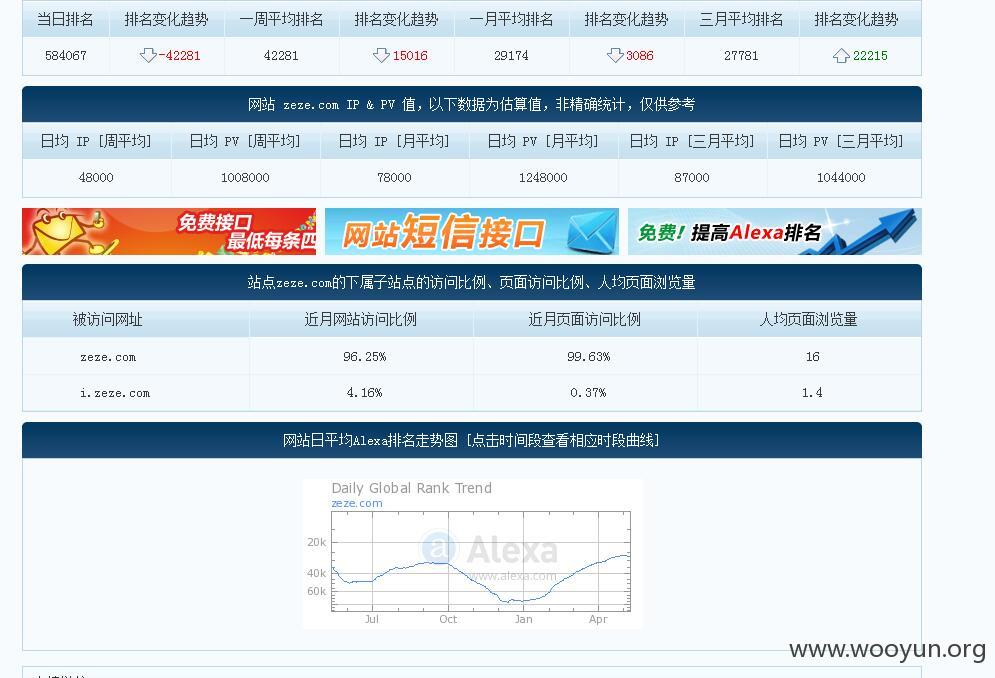 当日排名 排名变化趋势 一周平均排名 排名变化趋势 一月平均排名 排名变化趋势 三月平均排名 排名变化趋势
584067 -42281 42281 15016 29174 3086 27781 22215
网站 zeze.com IP & PV 值，以下数据为估算值，非精确统计，仅供参考
日均 IP [周平均] 日均 PV [周平均] 日均 IP [月平均] 日均 PV [月平均] 日均 IP [三月平均] 日均 PV [三月平均]
48000 1008000 78000 1248000 87000 1044000
免费接口
最低每条四
网站短信接口
免费！提高Alexa排名
站点zeze.com的下属子站点的访问比例、页面访问比例、人均页面浏览量
被访问网址 近月网站访问比例 近月页面访问比例 人均页面浏览量
zeze.com 96.25% 99.63% 16
i.zeze.com 4.16% 0.37% 1.4
网站日平均Alexa排名走势图 [点击时间段查看相应时段曲线]
Daily Global Rank Trend
zeze.com
20k
a Alexa
40k
www.alexa.com
60k
Jul Oct Jan Apr
www.wooyun.org